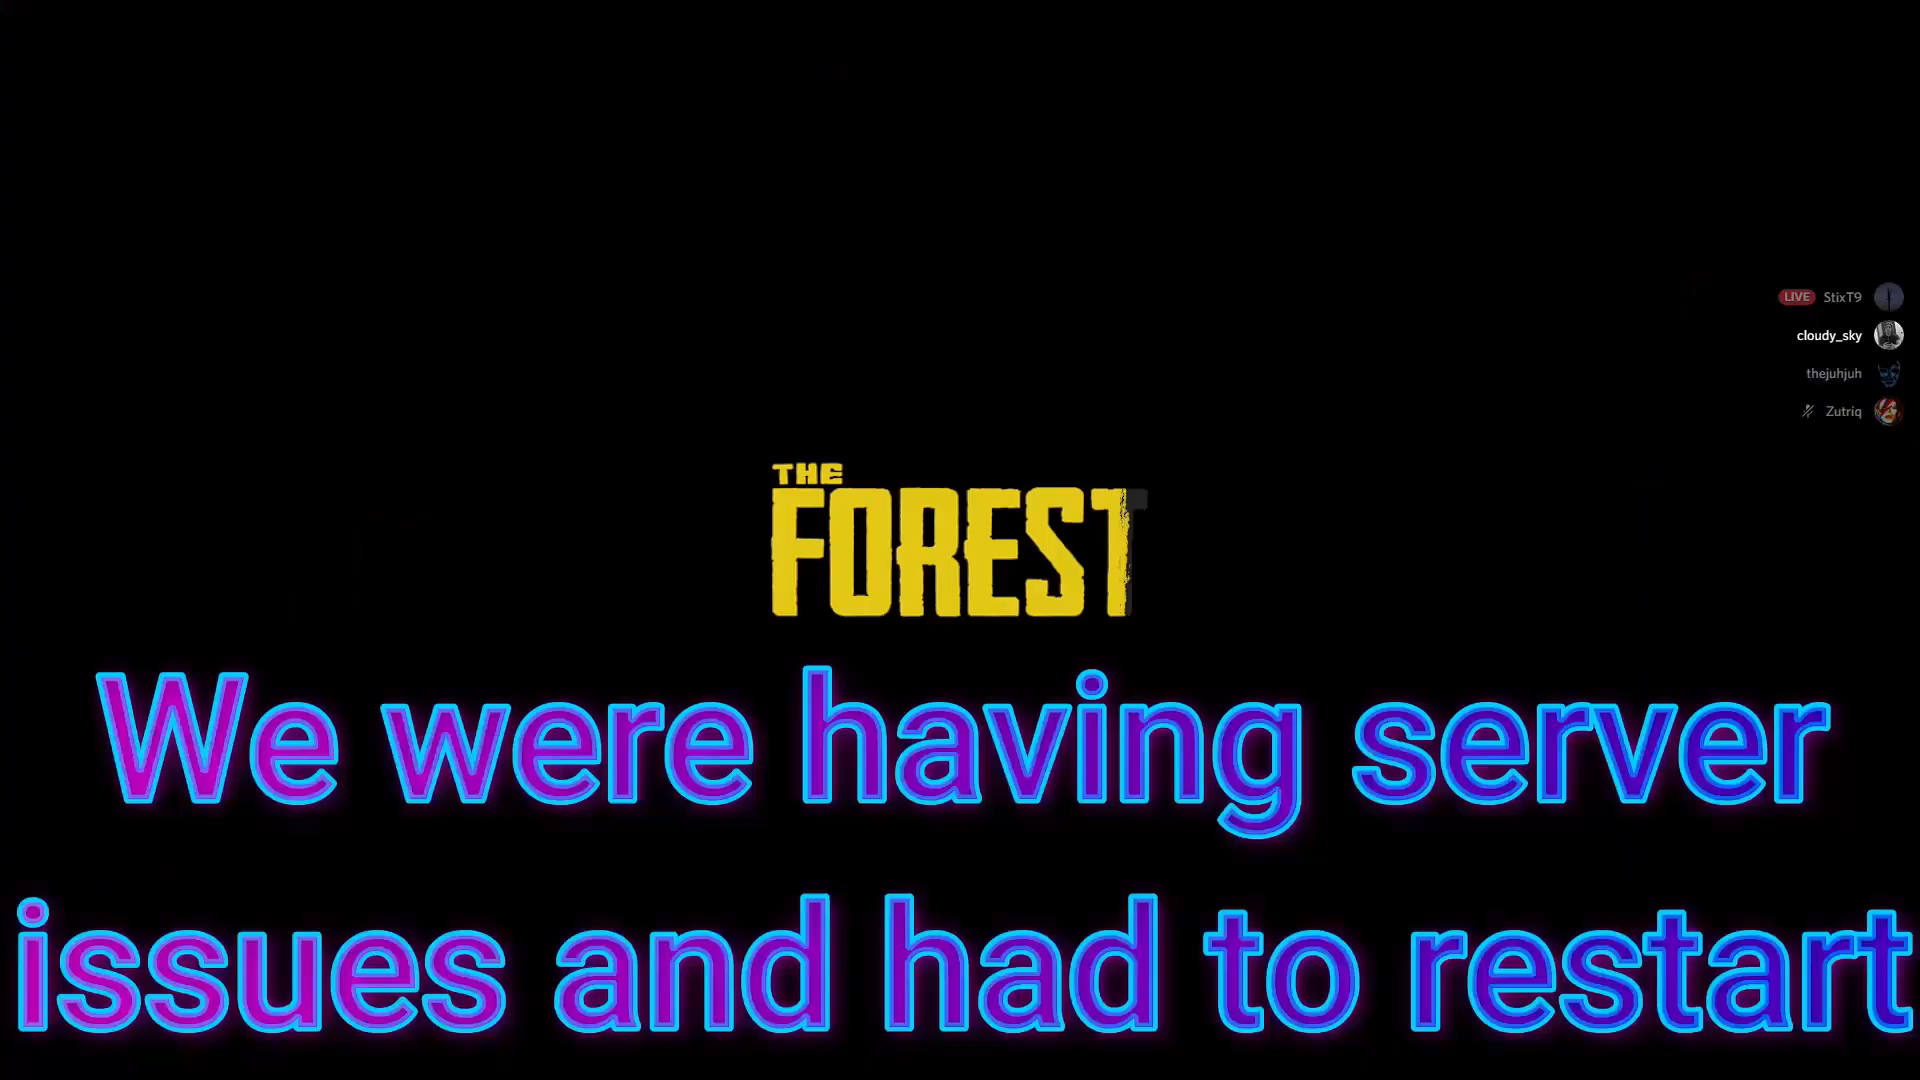 LIVE StixT9
cloudy_sky
thejuhjuh
Zutriq
THE
FOREST
We were having server
issues and had to restart